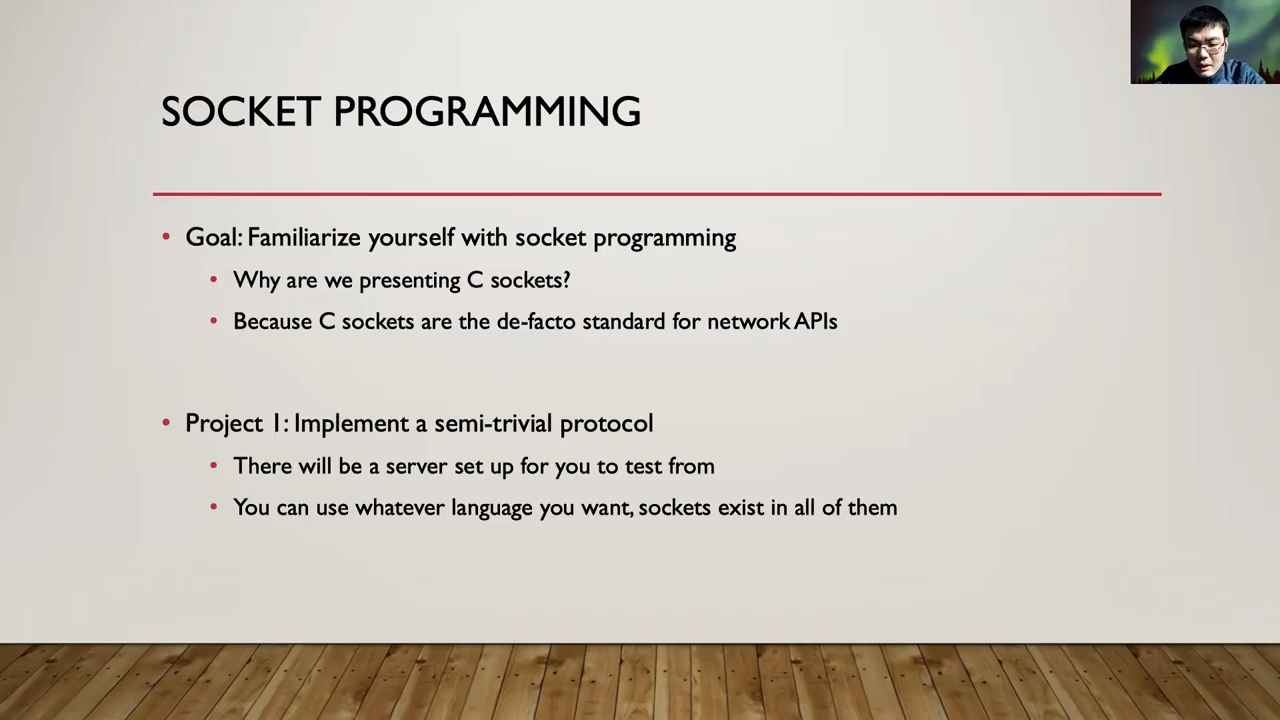 SOCKET PROGRAMMING
Goal: Familiarize yourself with socket programming
Why are we presenting C sockets?
Because C sockets are the de-facto standard for network APIs
Project 1: Implement a semi-trivial protocol
There will be a server set up for you to test from
You can use whatever language you want, sockets exist in all of them